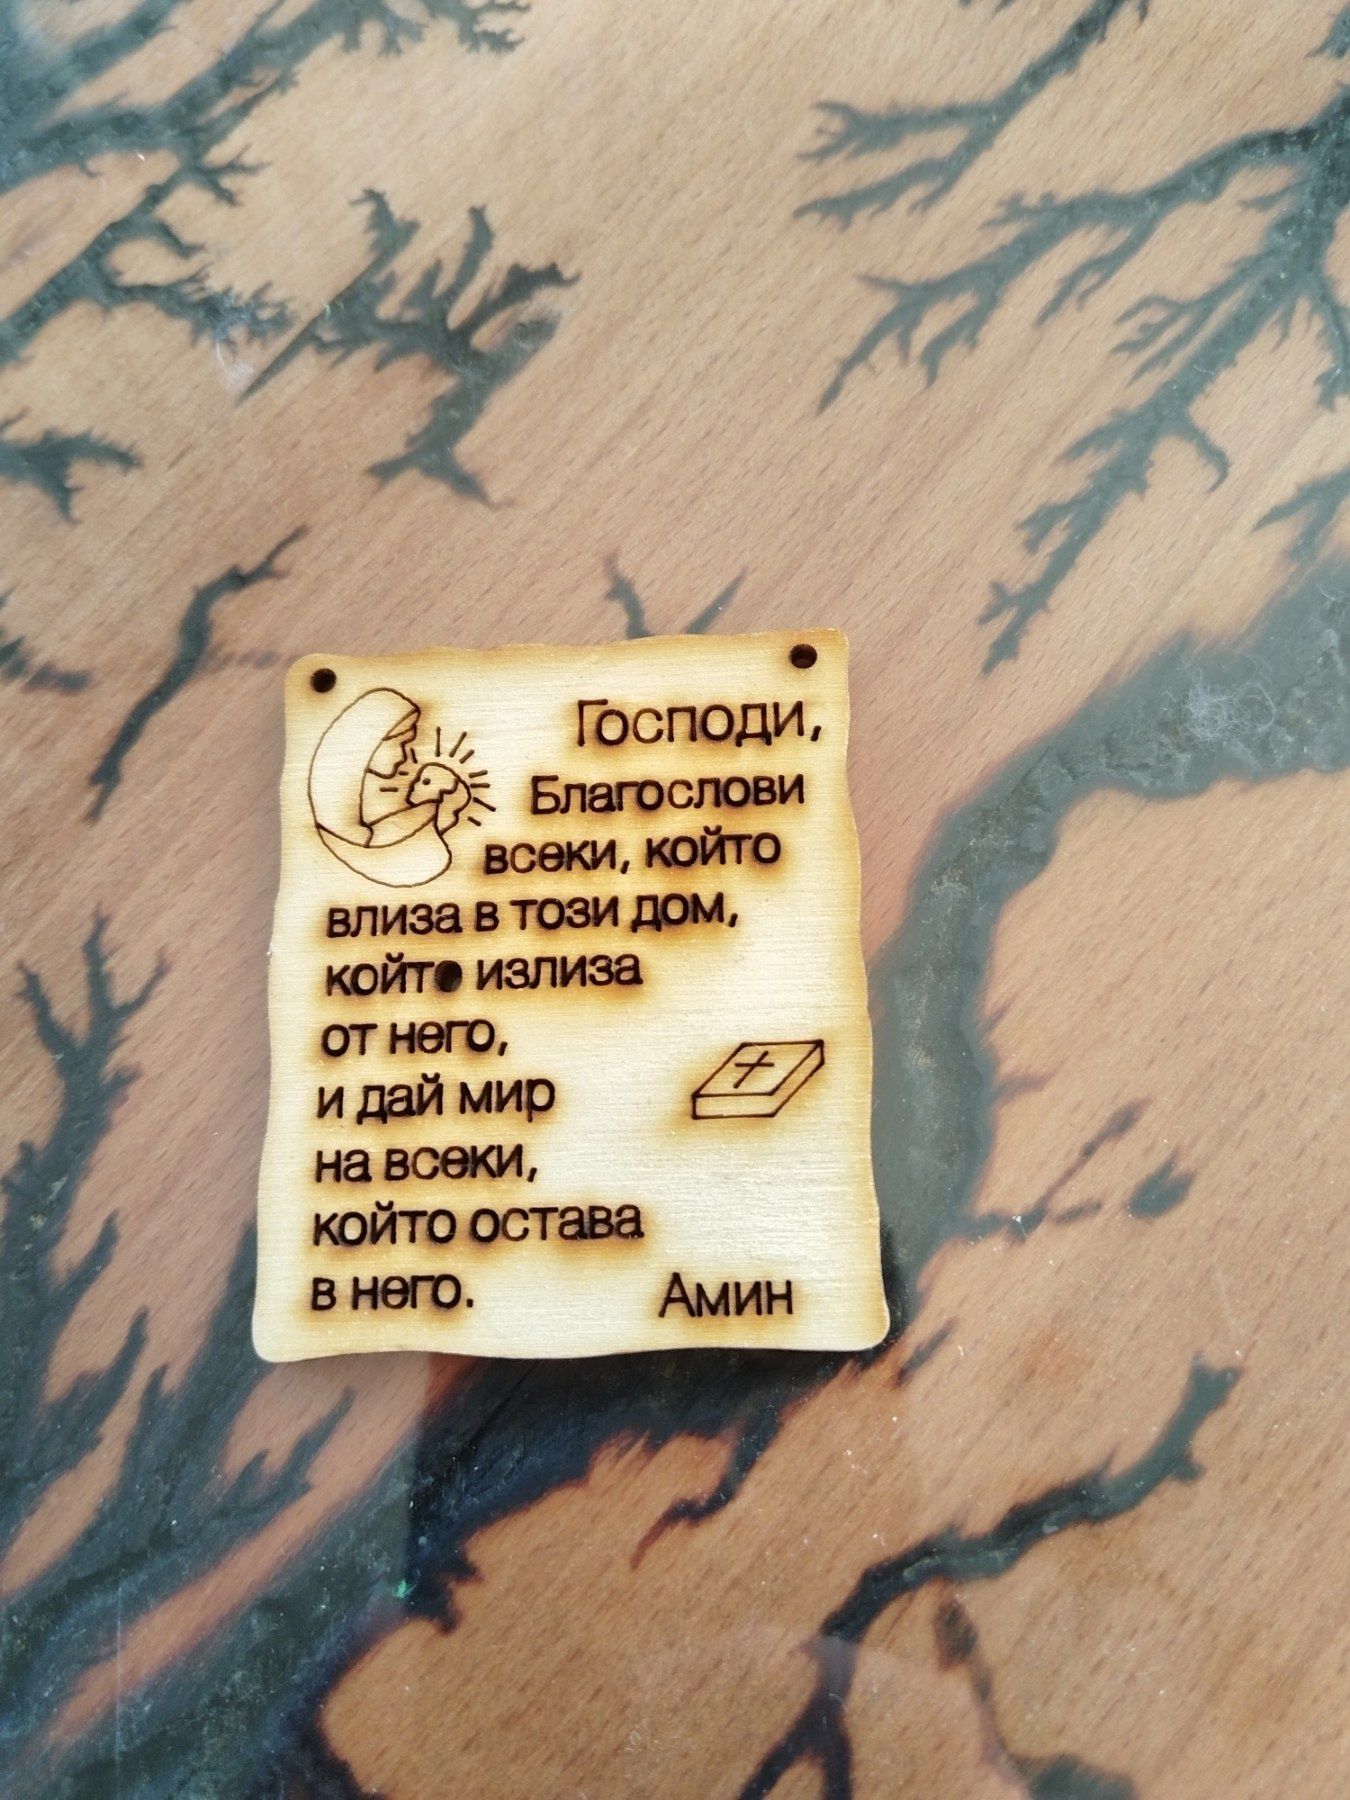 Господи,
Благослови
всеки, който
влиза в този дом,
който излиза
от него,
и дай мир
на всеки,
който остава
в него.
Амин